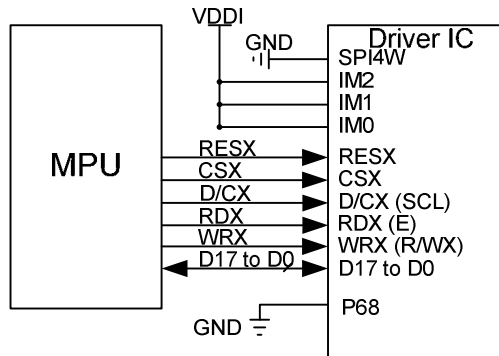 VDDI
GND
Driver IC
SPI4W
IM2
IM1
IM0
MPU
RESX
RESX
CSX
CSX
D/CX
D/CX (SCL)
RDX
RDX (E)
WRX
WRX (R/WX)
D17 to D0
D17 to D0
P68
GND